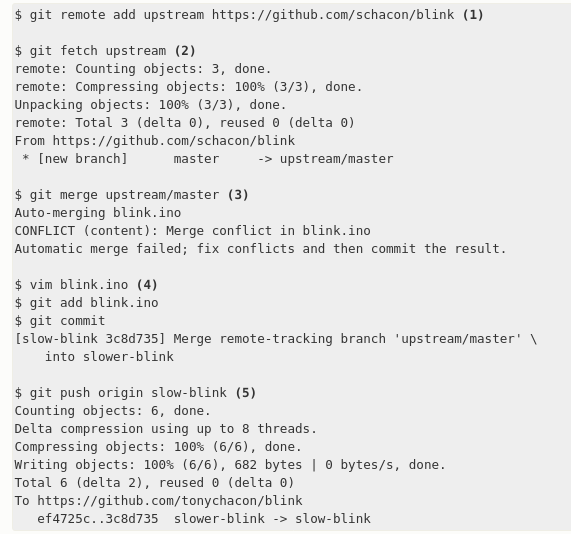 $ git remote add upstream https://github.com/schacon/blink (1)

$ git fetch upstream (2)
remote: Counting objects: 3, done.
remote: Compressing objects: 100% (3/3), done.
Unpacking objects: 100% (3/3), done.
remote: Total 3 (delta 0), reused 0 (delta 0)
From https://github.com/schacon/blink
 * [new branch]      master     -> upstream/master

$ git merge upstream/master (3)
Auto-merging blink.ino
CONFLICT (content): Merge conflict in blink.ino
Automatic merge failed; fix conflicts and then commit the result.

$ vim blink.ino (4)
$ git add blink.ino
$ git commit
[slow-blink 3c8d735] Merge remote-tracking branch 'upstream/master' \
    into slower-blink

$ git push origin slow-blink (5)
Counting objects: 6, done.
Delta compression using up to 8 threads.
Compressing objects: 100% (6/6), done.
Writing objects: 100% (6/6), 682 bytes | 0 bytes/s, done.
Total 6 (delta 2), reused 0 (delta 0)
To https://github.com/tonychacon/blink
   ef4725c..3c8d735  slower-blink -> slow-blink